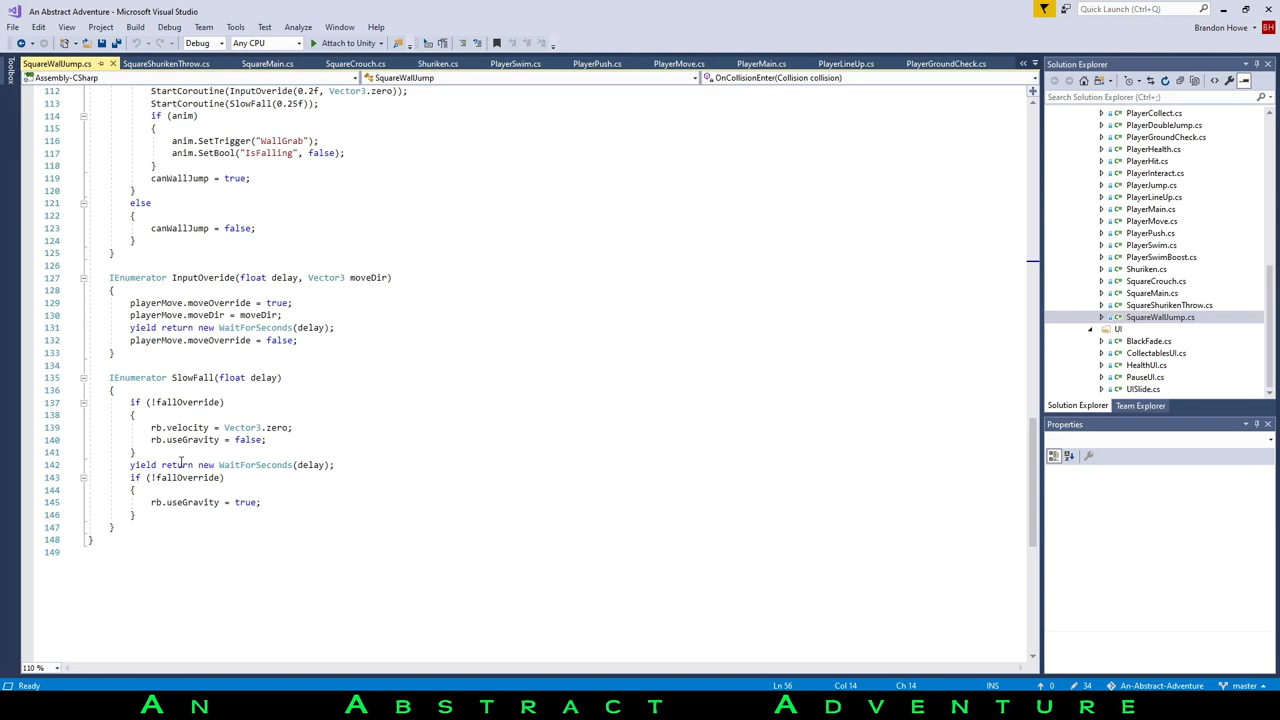 An Abstract Adventure - Microsoft Visual Studio
Quick Launch (Ctrl+Q)
File Edit View Project Build Debug Team Tools Test Analyze Window Help
Brandon Howe BH
Debug Any CPU Attach to Unity
Toolbox
SquareWallJump.cs SquareShurikenThrow.cs SquareMain.cs SquareCrouch.cs Shuriken.cs PlayerSwim.cs PlayerPush.cs PlayerMove.cs PlayerMain.cs PlayerLineUp.cs PlayerGroundCheck.cs
Assembly-CSharp SquareWallJump OnCollisionEnter(Collision collision)
112 StartCoroutine(InputOveride(0.2f, Vector3.zero));
113 StartCoroutine(SlowFall(0.25f));
114 if (anim)
115 {
116 anim.SetTrigger("WallGrab");
117 anim.SetBool("IsFalling", false);
118 }
119 canWallJump = true;
120 }
121 else
122 {
123 canWallJump = false;
124 }
125 }
126
127 IEnumerator InputOveride(float delay, Vector3 moveDir)
128 {
129 playerMove.moveOverride = true;
130 playerMove.moveDir = moveDir;
131 yield return new WaitForSeconds(delay);
132 playerMove.moveOverride = false;
133 }
134
135 IEnumerator SlowFall(float delay)
136 {
137 if (!fallOverride)
138 {
139 rb.velocity = Vector3.zero;
140 rb.useGravity = false;
141 }
142 yield return new WaitForSeconds(delay);
143 if (!fallOverride)
144 {
145 rb.useGravity = true;
146 }
147 }
148 }
149
110 %
Solution Explorer
Search Solution Explorer (Ctrl+;)
C# PlayerCollect.cs
C# PlayerDoubleJump.cs
C# PlayerGroundCheck.cs
C# PlayerHealth.cs
C# PlayerHit.cs
C# PlayerInteract.cs
C# PlayerJump.cs
C# PlayerLineUp.cs
C# PlayerMain.cs
C# PlayerMove.cs
C# PlayerPush.cs
C# PlayerSwim.cs
C# PlayerSwimBoost.cs
C# Shuriken.cs
C# SquareCrouch.cs
C# SquareMain.cs
C# SquareShurikenThrow.cs
C# SquareWallJump.cs
UI
C# BlackFade.cs
C# CollectablesUI.cs
C# HealthUI.cs
C# PauseUI.cs
C# UISlide.cs
Solution Explorer Team Explorer
Properties
Ready Ln 56 Col 14 Ch 14 INS 0 34 An-Abstract-Adventure master
An Abstract Adventure